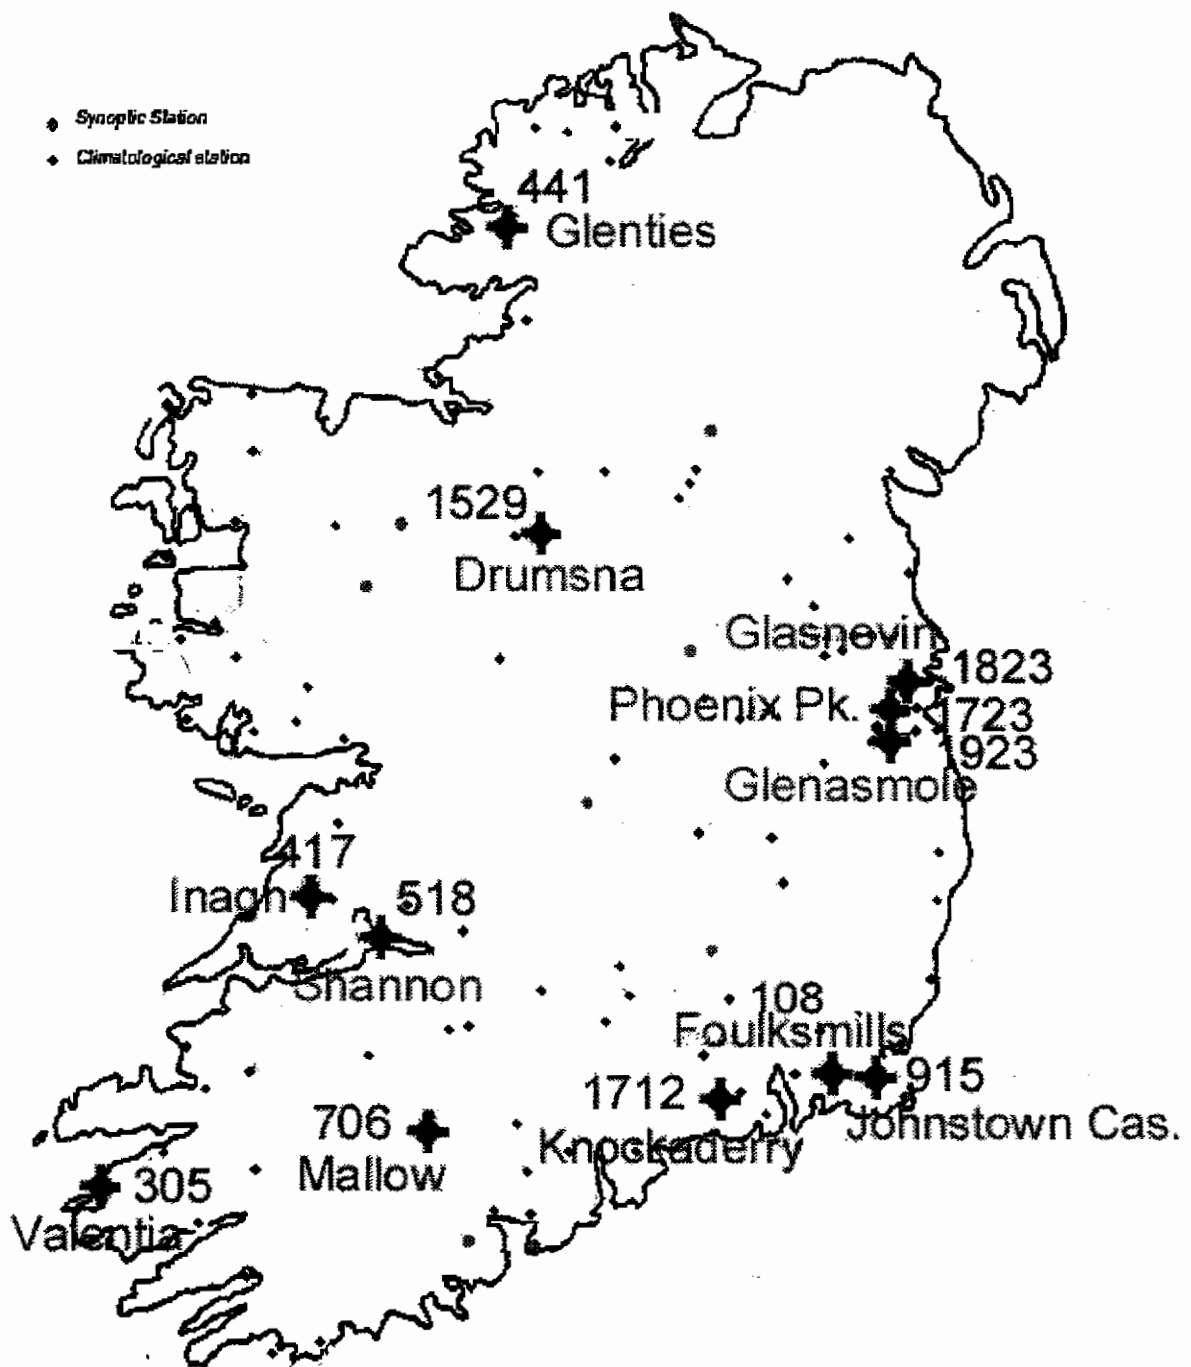 Synoptic Station
Climatological station
441
Glenties
1529
Drumsna
Glasnevin
1823
Phoenix Pk.
723
923
Glenasmole
417
Inagh
518
Shannon
108
Foulksmills
915
1712
Johnstown Cas.
706
Knockaderry
Mallow
305
Valentia